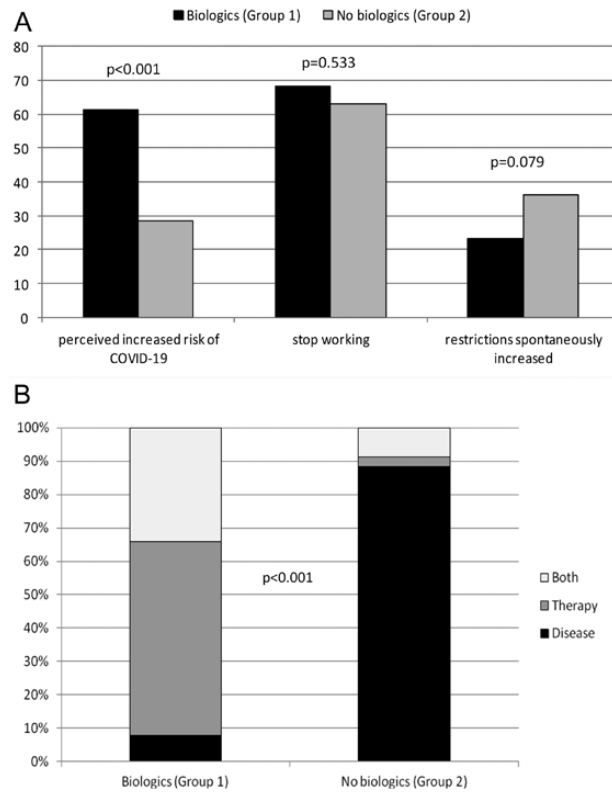 A
Biologics (Group 1) No biologics (Group 2)
80
70
60
50
40
30
20
10
0
p<0.001
p=0.533
p=0.079
perceived increased risk of
COVID-19
stop working
restrictions spontaneously
increased
B
100%
90%
80%
70%
60%
50%
40%
30%
20%
10%
0%
p<0.001
Both
Therapy
Disease
Biologics (Group 1)
No biologics (Group 2)